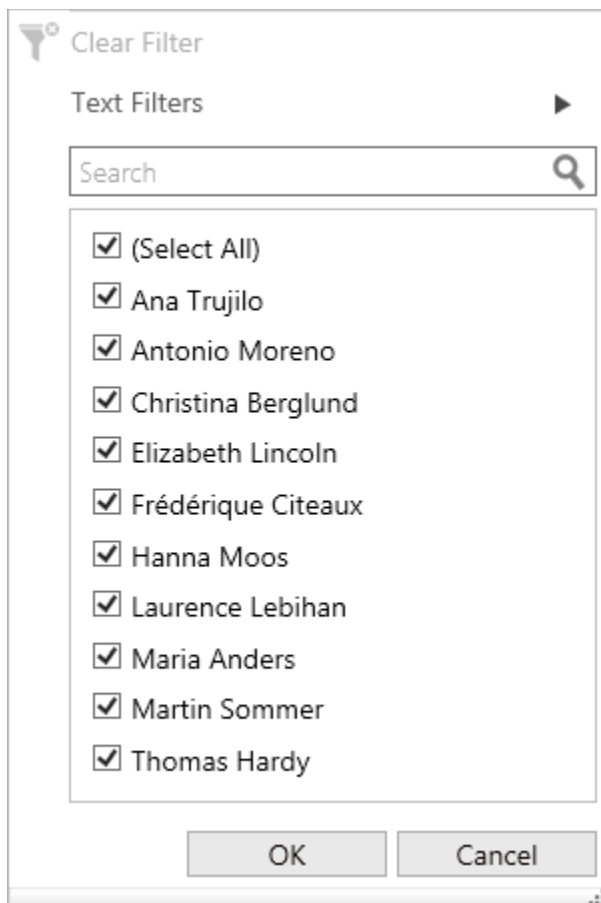 Clear Filter
Text Filters
Search
(Select All)
Ana Trujilo
Antonio Moreno
Christina Berglund
Elizabeth Lincoln
Frédérique Citeaux
Hanna Moos
Laurence Lebihan
Maria Anders
Martin Sommer
Thomas Hardy
OK Cancel